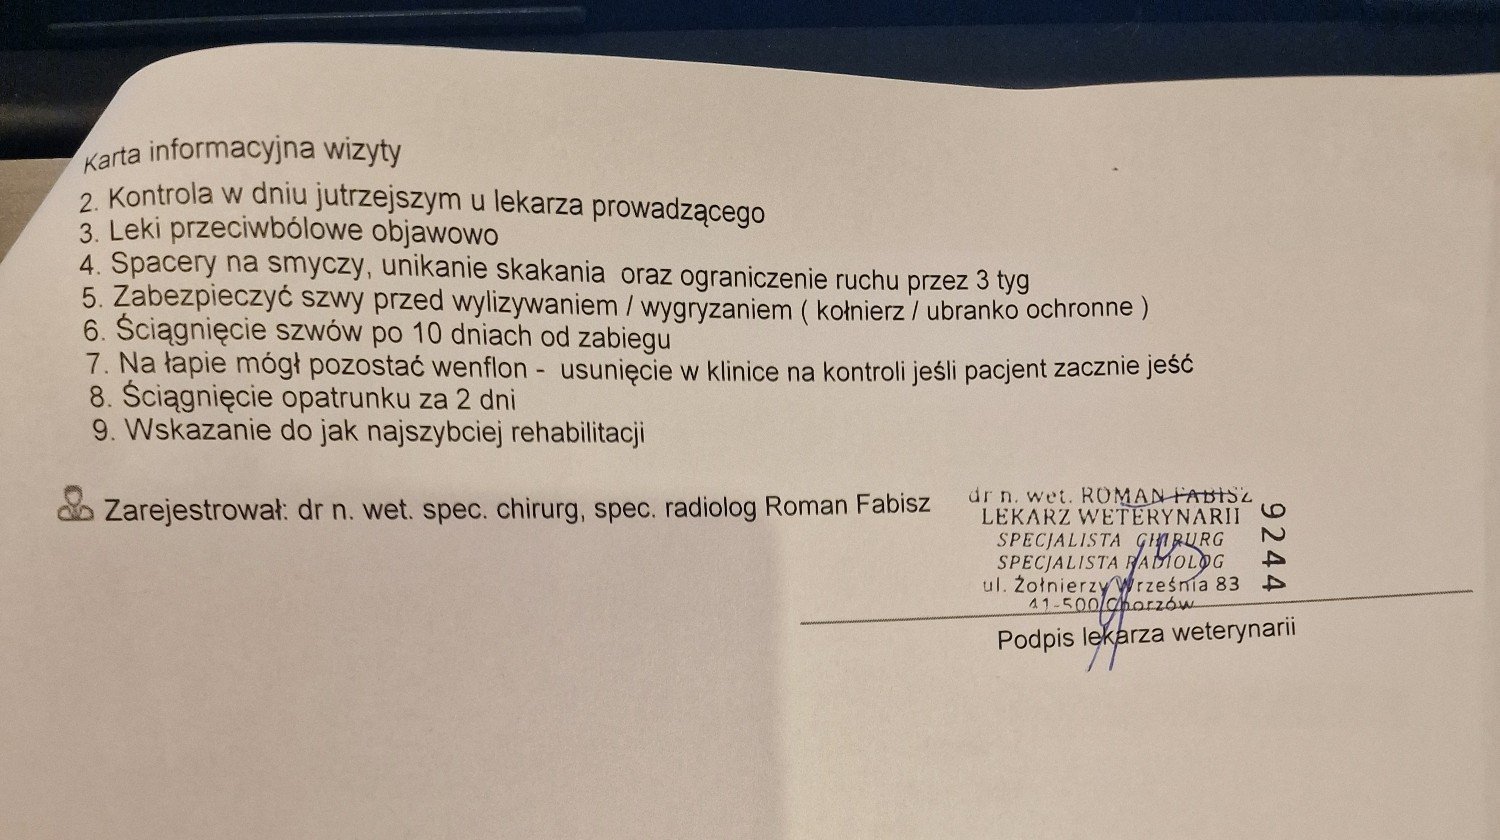 Karta informacyjna wizyty
2. Kontrola w dniu jutrzejszym u lekarza prowadzącego
3. Leki przeciwbólowe objawowo
4. Spacery na smyczy, unikanie skakania oraz ograniczenie ruchu przez 3 tyg
5. Zabezpieczyć szwy przed wylizywaniem / wygryzaniem ( kołnierz / ubranko ochronne )
6. Ściągnięcie szwów po 10 dniach od zabiegu
7. Na łapie mógł pozostać wenflon - usunięcie w klinice na kontroli jeśli pacjent zacznie jeść
8. Ściągnięcie opatrunku za 2 dni
9. Wskazanie do jak najszybciej rehabilitacji
Zarejestrował: dr n. wet. spec. chirurg, spec. radiolog Roman Fabisz
dr n. wet. ROMAN FABISZ
LEKARZ WETERYNARII
SPECJALISTA CHIRURG
SPECJALISTA RADIOLOG
ul. Żołnierzy Września 83
41-500 Chorzów
9244
Podpis lekarza weterynarii